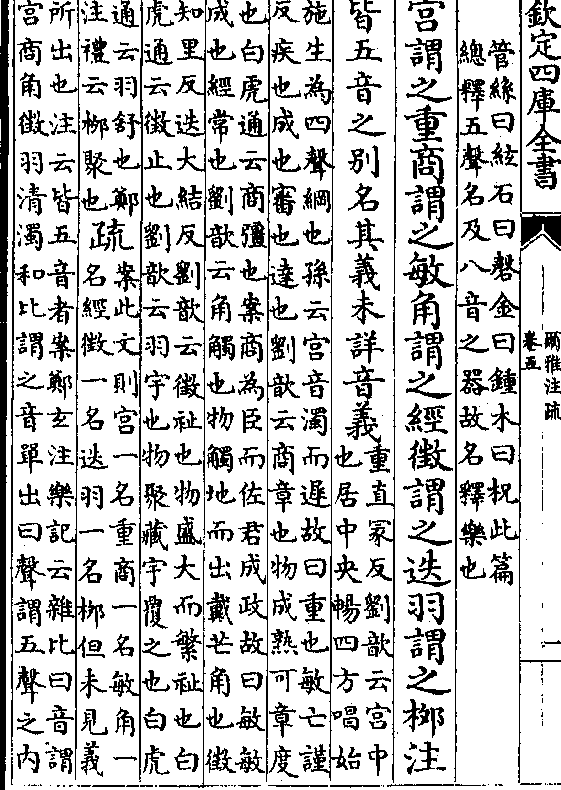 欽定四庫全書
爾雅注疏
卷五
管絲曰絃石曰磬金曰鍾木曰柷此篇
總釋五聲名及八音之器故名釋樂也
宮謂之重商謂之敏角謂之經徵謂之迭羽謂之桺注
皆五音之別名其義未詳音義
重直冢反劉歆云宮中
也居中央暢四方唱始
施生為四聲綱也孫云宮音濁而遲故曰重也敏亡謹
反疾也成也審也達也劉歆云商章也物成熟可章度
也白虎通云商彊也案商為臣而佐君成政故曰敏敏
成也經常也劉歆云角觸也物觸地而出戴芒角也徵
知里反迭大結反劉歆云徵祉也物盛大而繁祉也白
虎通云徵止也劉歆云羽宇也物聚藏宇覆之也白虎
通云羽舒也鄭
注禮云桺聚也
疏
案此文則宮一名重商一名敏角一
名經徵一名迭羽一名桺但未見義
所出也注云皆五音者案鄭玄注樂記云雜比曰音謂
宮商角徵羽清濁和比謂之音單出曰聲謂五聲之内